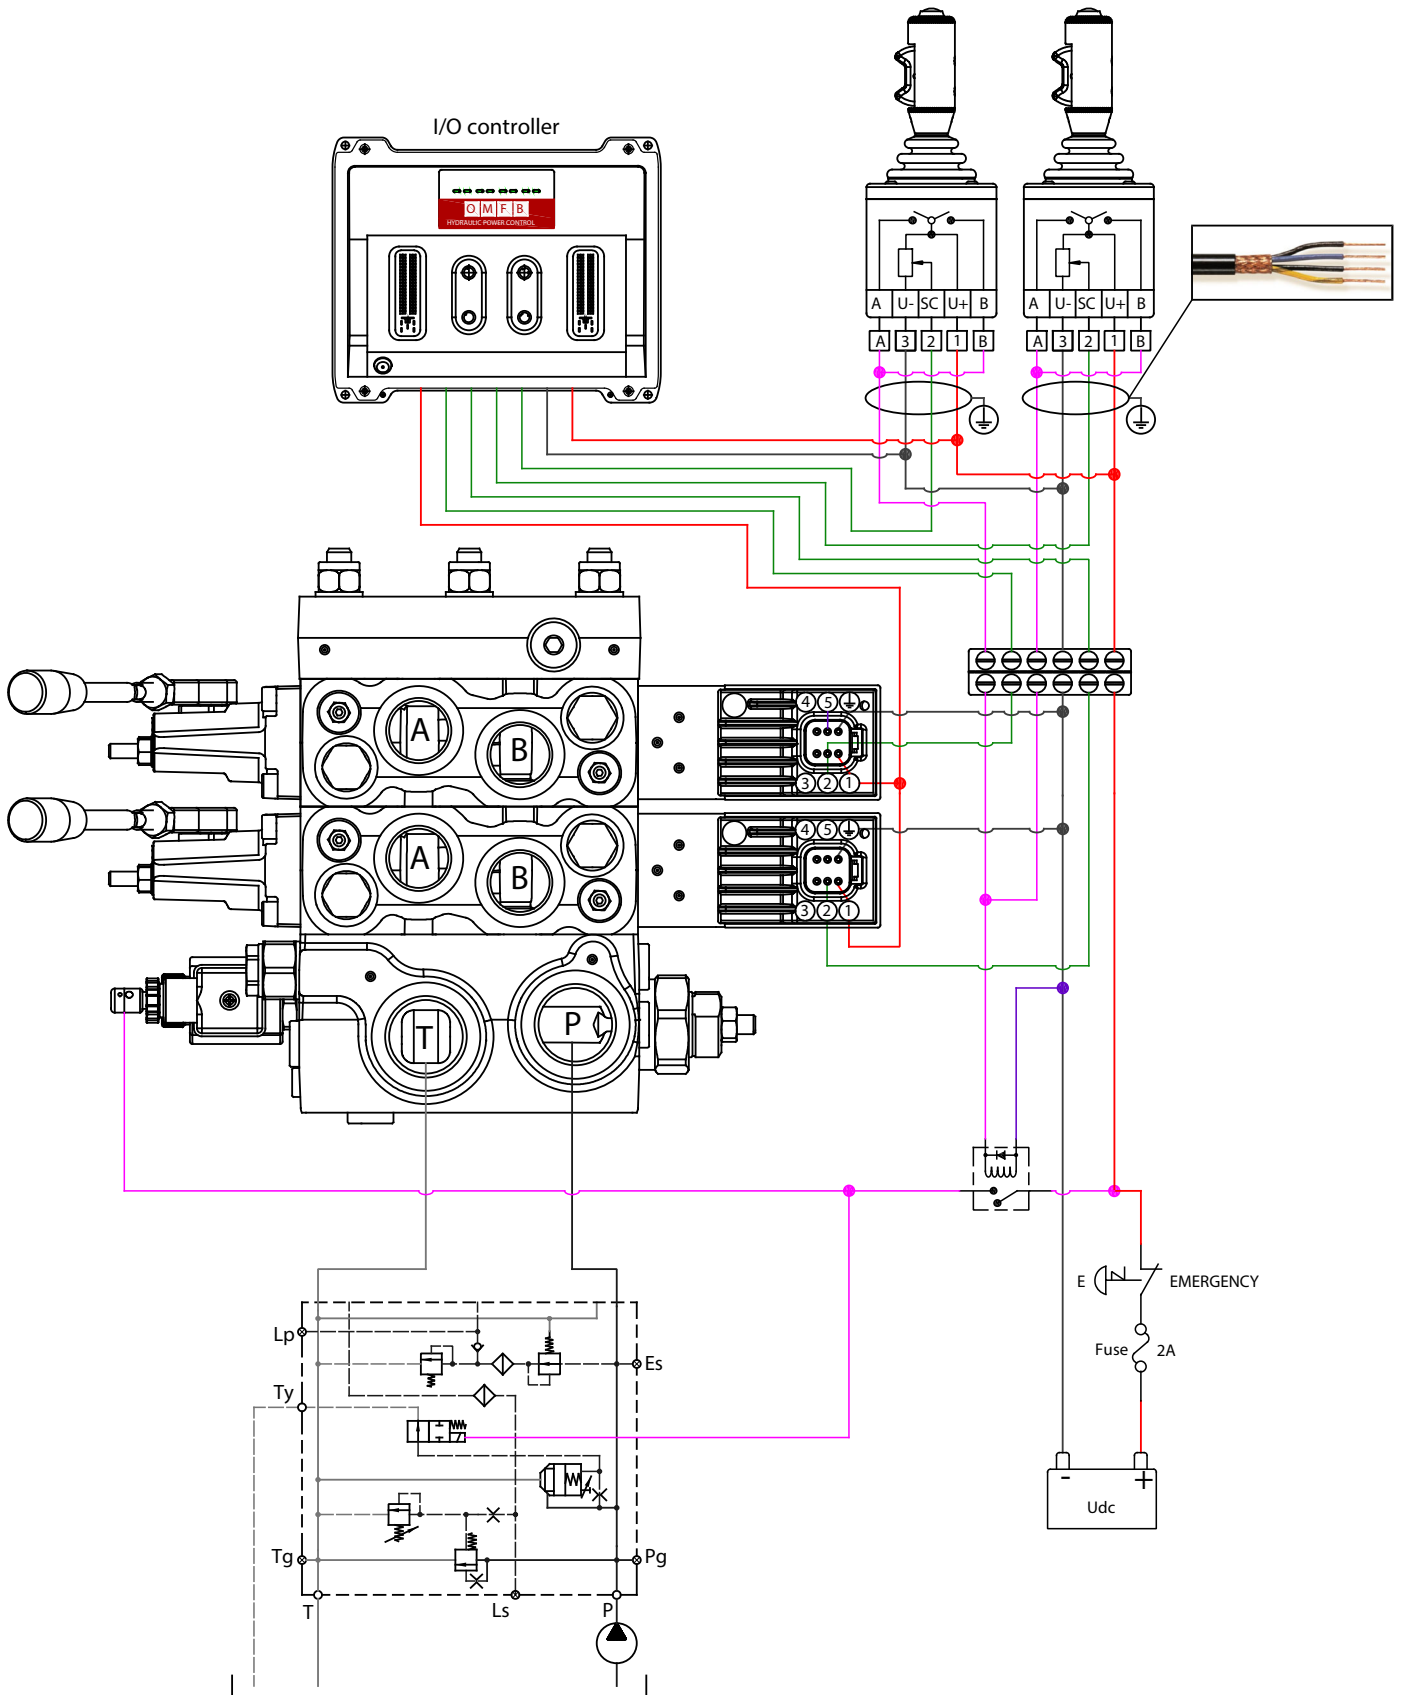 I/O controller
O M F B
HYDRAULIC POWER CONTROL
A U- SC U+ B
A U- SC U+ B
A 3 2 1 B
A 3 2 1 B
4 5
A
B
3 2 1
4 5
A
B
3 2 1
T
P
E
EMERGENCY
Fuse 2A
Lp
Es
Ty
- +
Udc
Tg
Pg
T
Ls
P